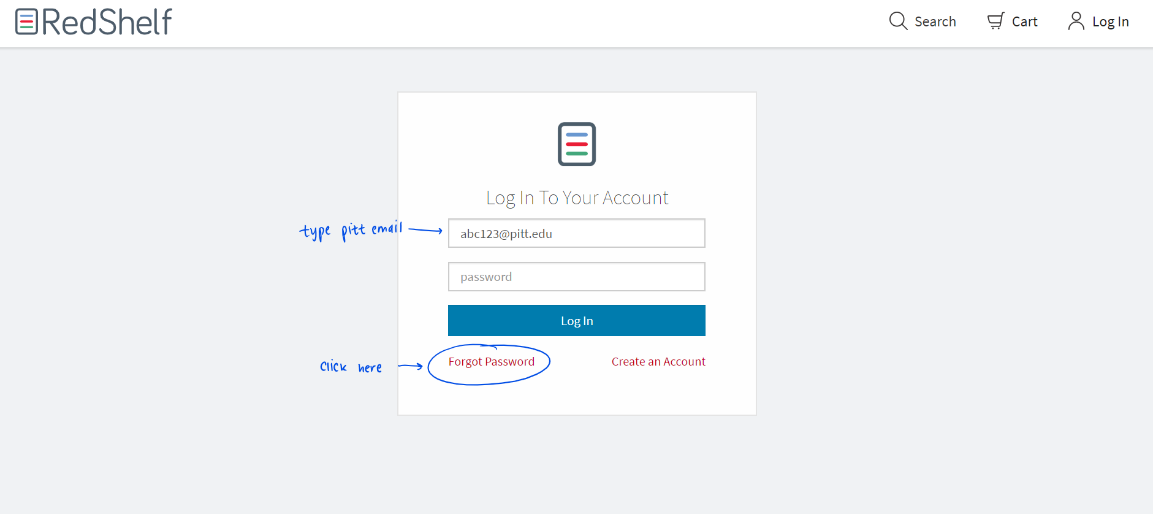 RedShelf
Search
Cart
Log In
Log In To Your Account
type pitt email
abc123@pitt.edu
password
Log In
click here
Forgot Password
Create an Account